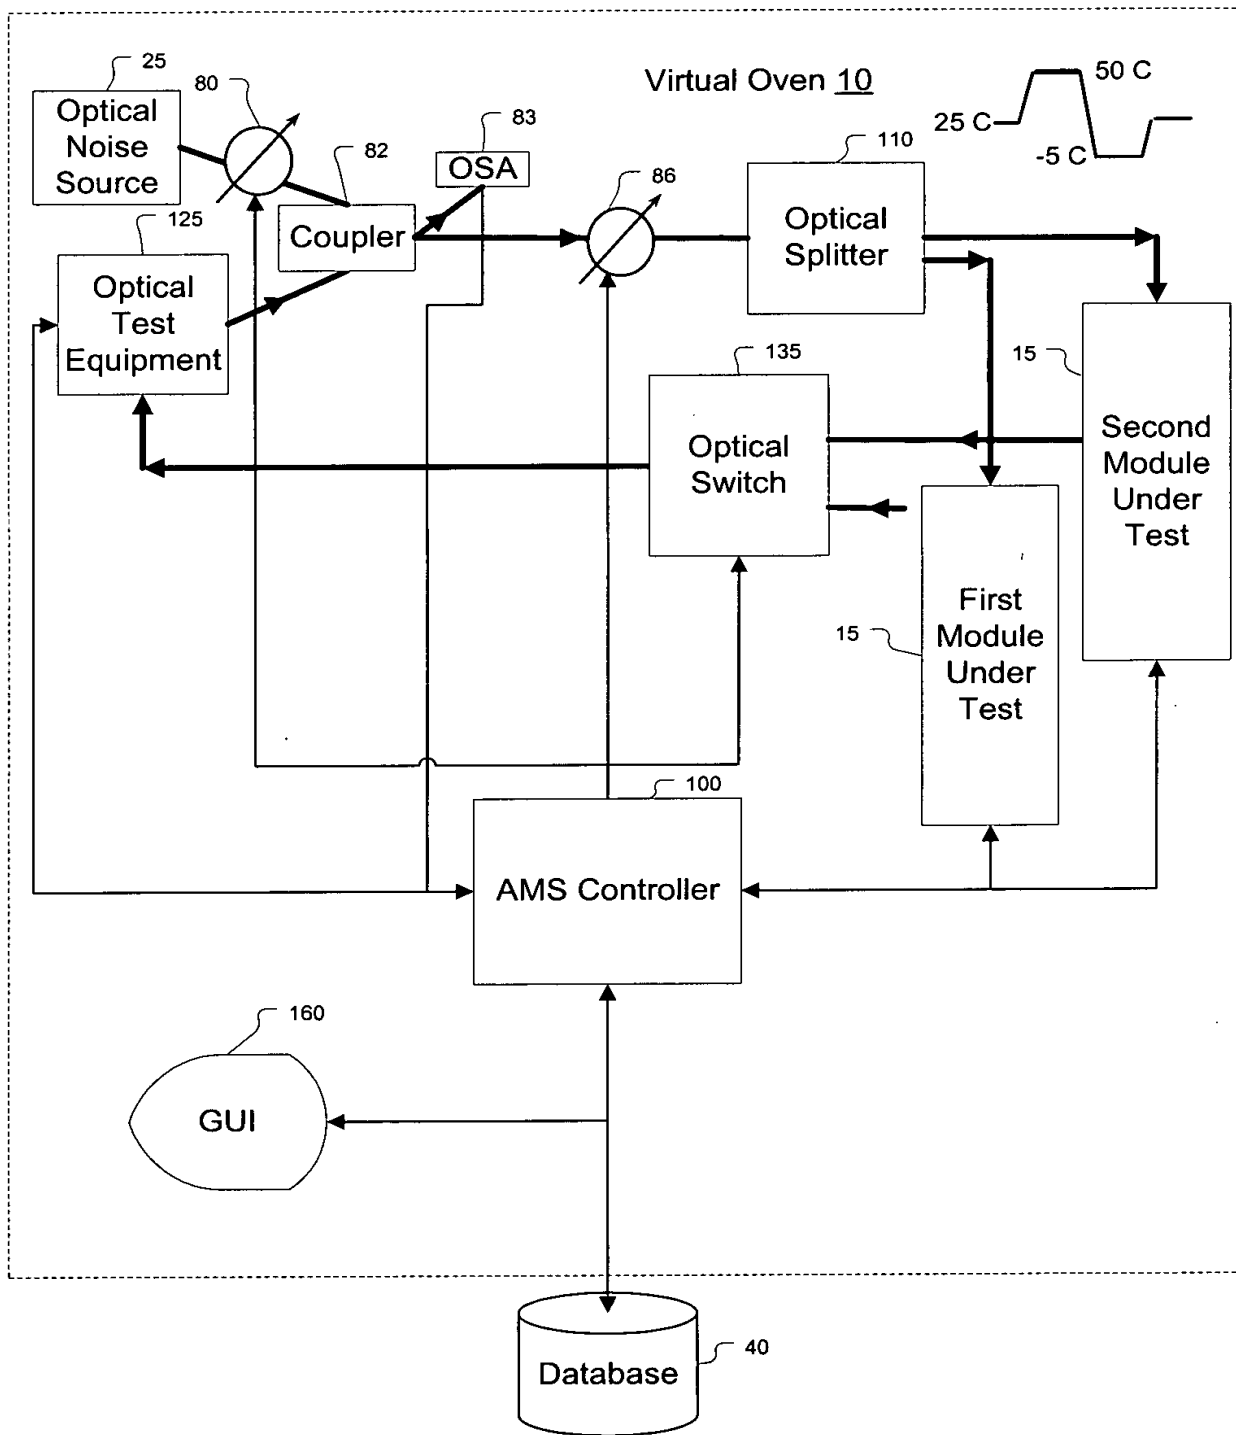 25
80
Virtual Oven 10
50 C
25 C
-5 C
Optical
Noise
Source
83
OSA
82
110
86
125
Coupler
Optical
Splitter
Optical
Test
Equipment
135
15
Optical
Switch
Second
Module
Under
Test
15
First
Module
Under
Test
100
AMS Controller
160
GUI
Database
40